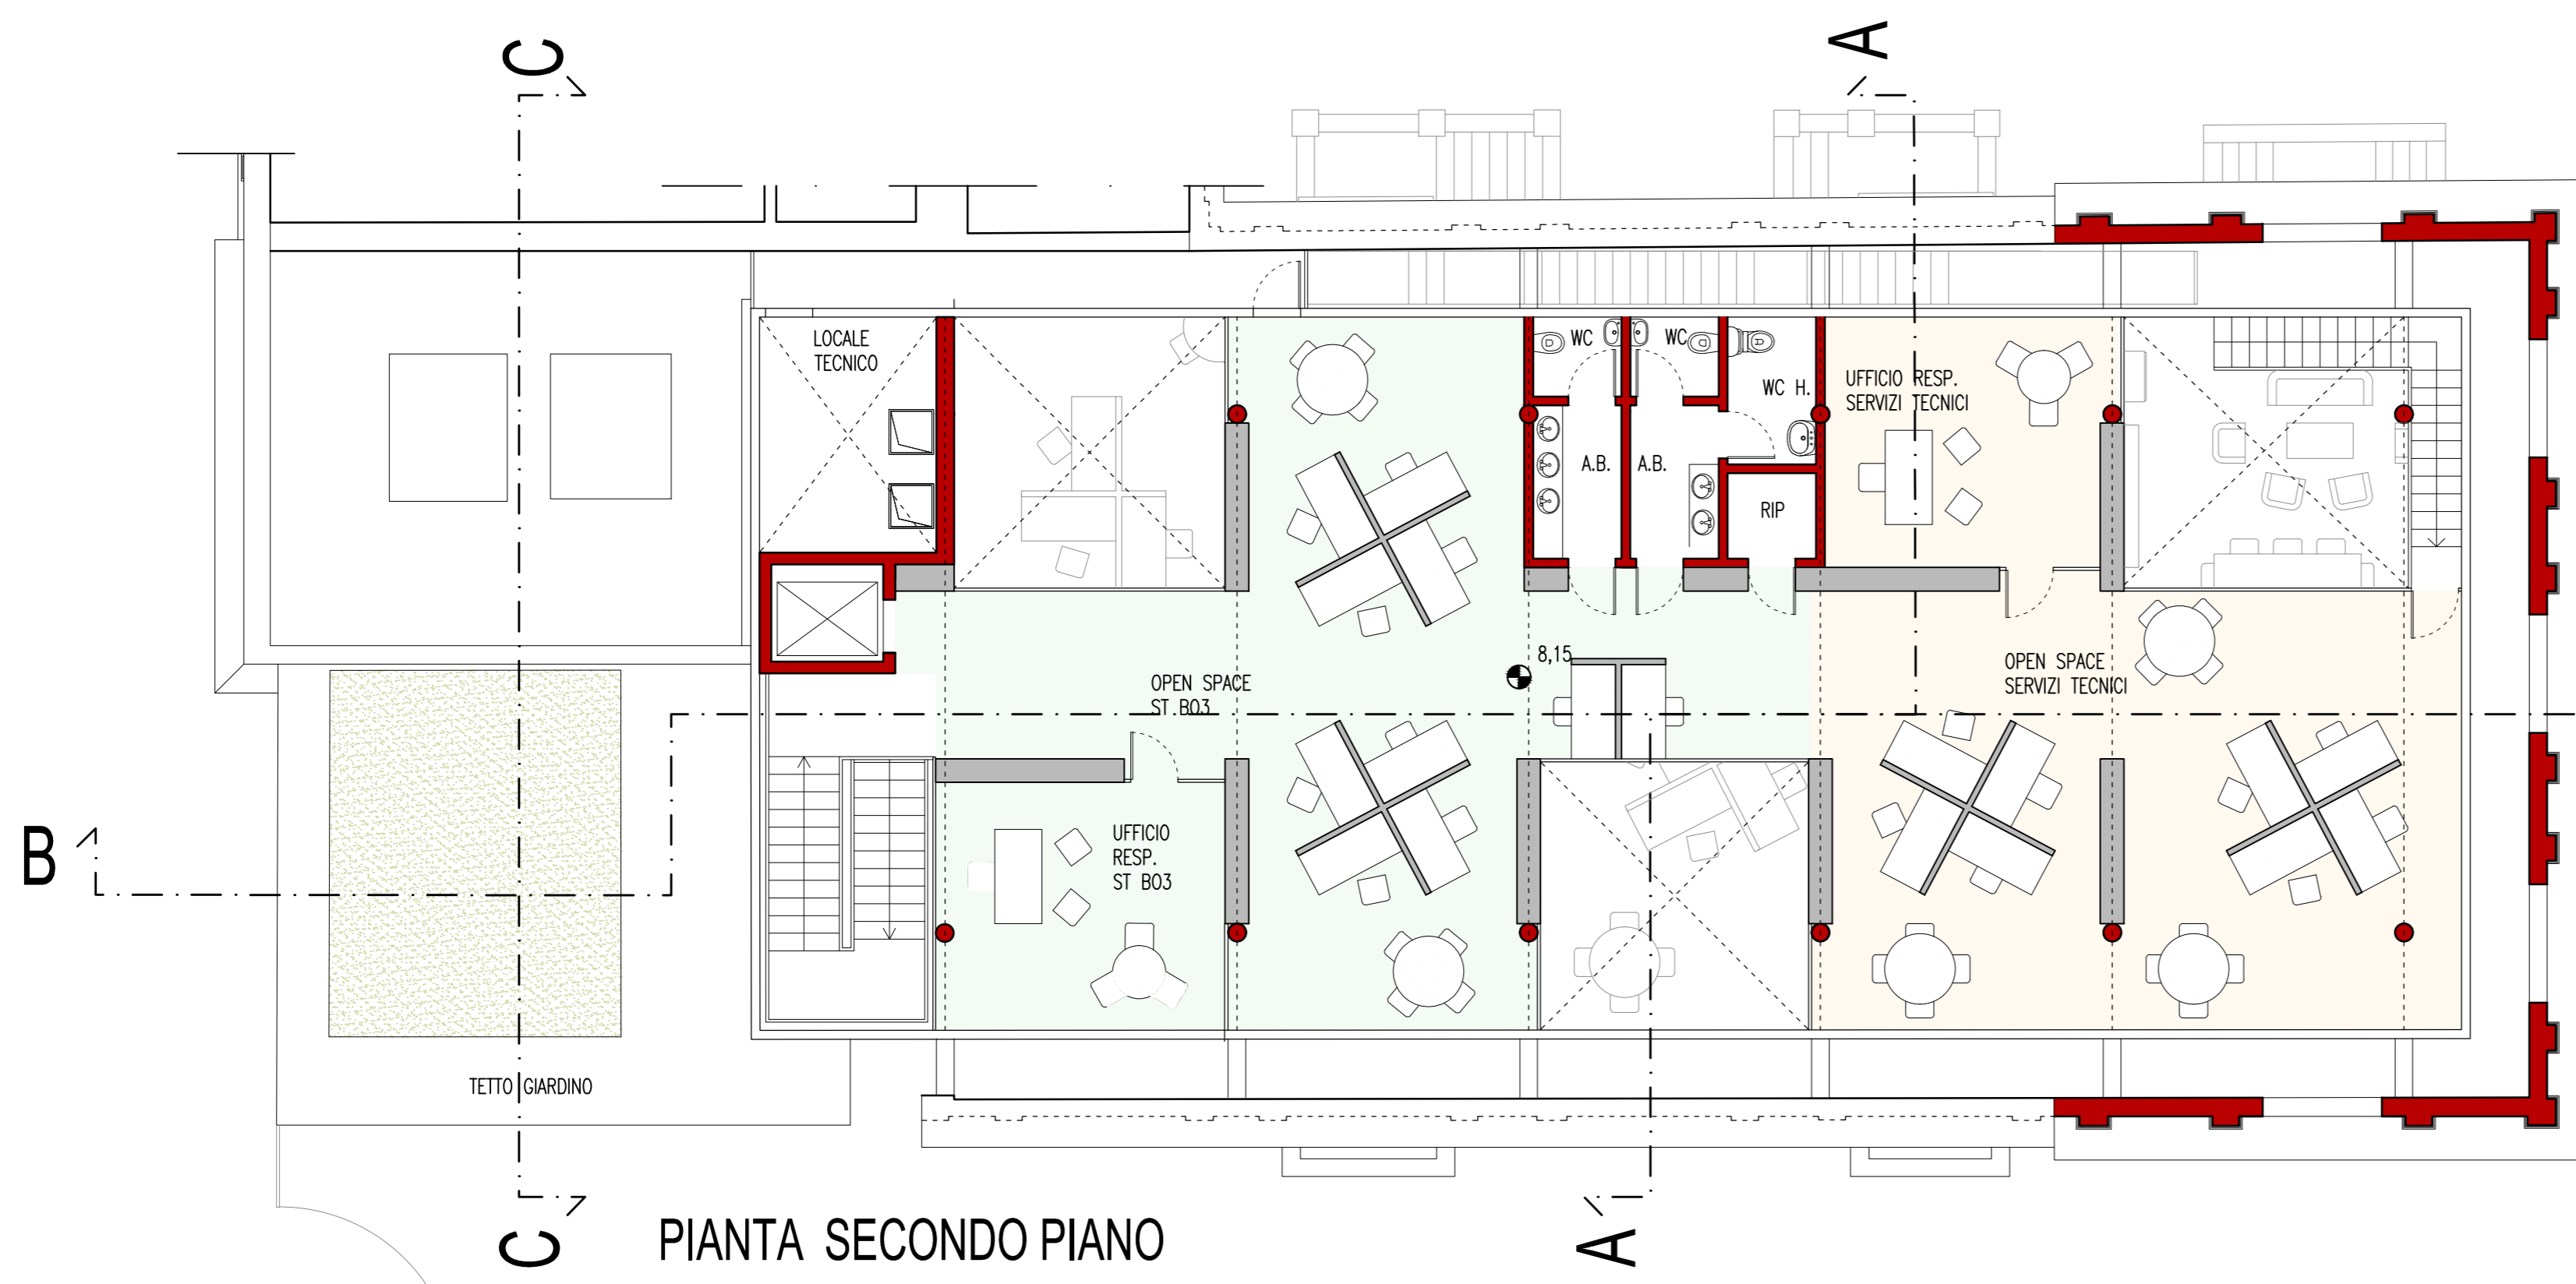 C
A
LOCALE
TECNICO
WC
WC
WC H.
UFFICIO RESP.
SERVIZI TECNICI
A.B.
A.B.
RIP
8,15
OPEN SPACE
ST B03
OPEN SPACE
SERVIZI TECNICI
B
UFFICIO
RESP.
ST B03
TETTO GIARDINO
C
PIANTA SECONDO PIANO
A